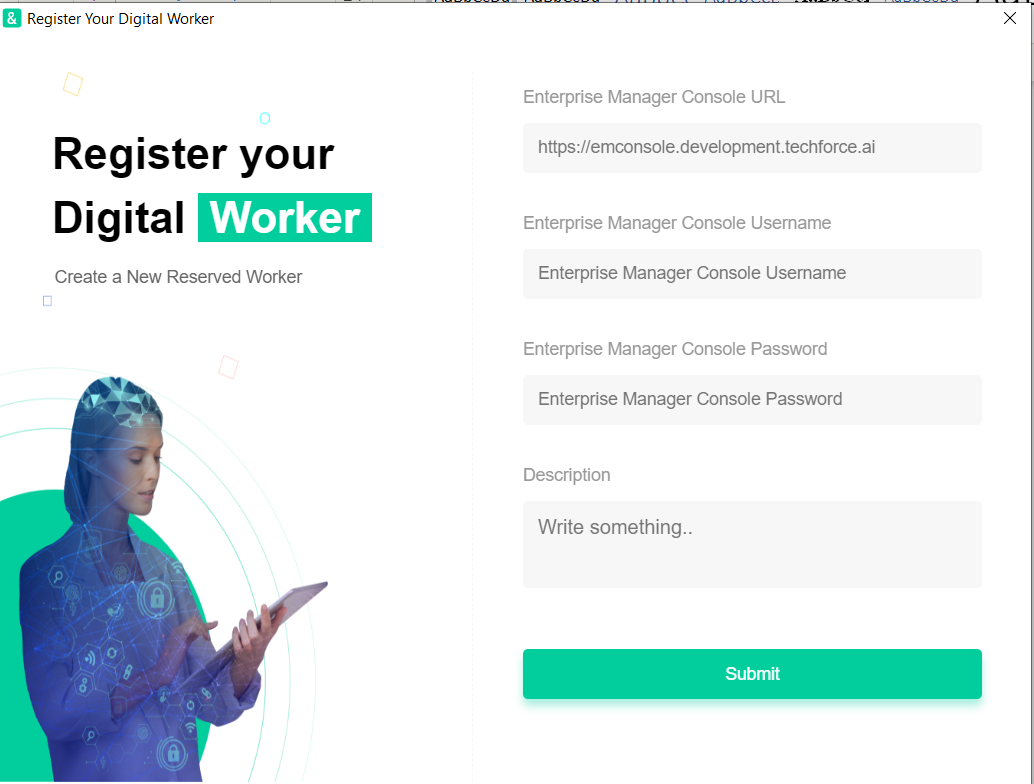 & Register Your Digital Worker
Register your
Digital Worker
Create a New Reserved Worker
Enterprise Manager Console URL
https://emconsole.development.techforce.ai
Enterprise Manager Console Username
Enterprise Manager Console Username
Enterprise Manager Console Password
Enterprise Manager Console Password
Description
Write something..
Submit